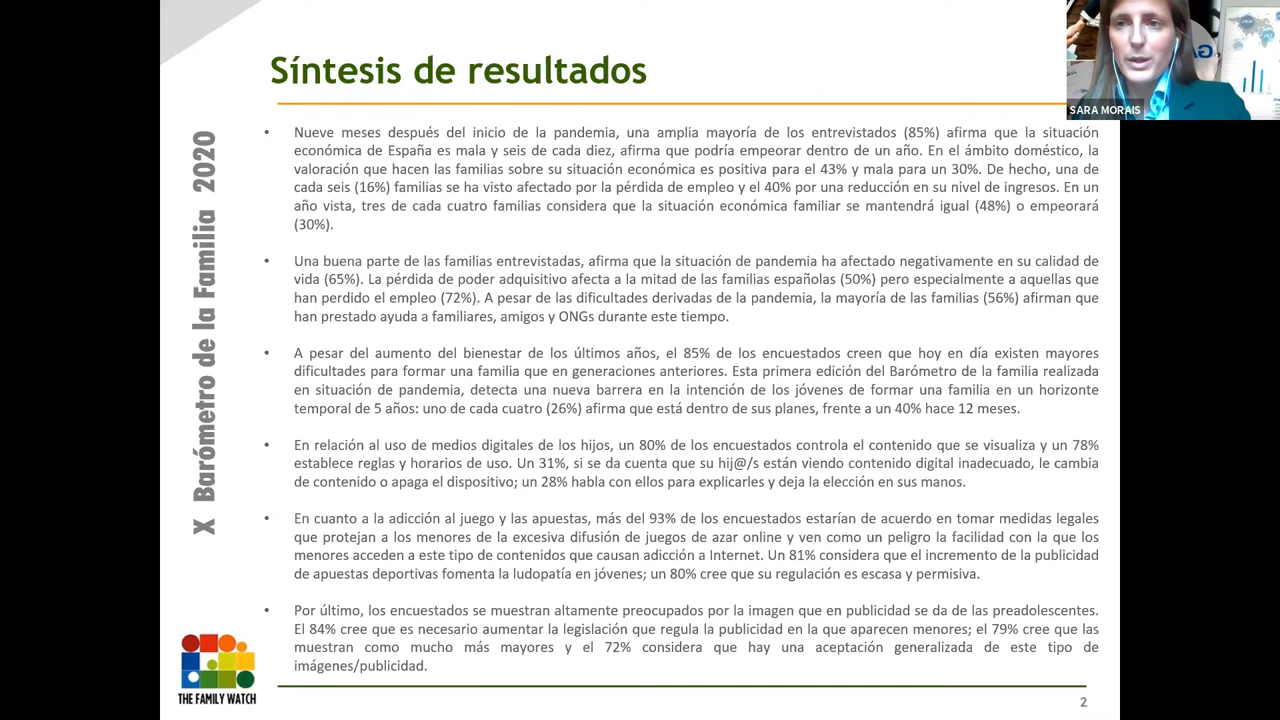 Síntesis de resultados
SARA MORAIS
X Barómetro de la Familia 2020
• Nueve meses después del inicio de la pandemia, una amplia mayoría de los entrevistados (85%) afirma que la situación
económica de España es mala y seis de cada diez, afirma que podría empeorar dentro de un año. En el ámbito doméstico, la
valoración que hacen las familias sobre su situación económica es positiva para el 43% y mala para un 30%. De hecho, una de
cada seis (16%) familias se ha visto afectado por la pérdida de empleo y el 40% por una reducción en su nivel de ingresos. En un
año vista, tres de cada cuatro familias considera que la situación económica familiar se mantendrá igual (48%) o empeorará
(30%).
• Una buena parte de las familias entrevistadas, afirma que la situación de pandemia ha afectado negativamente en su calidad de
vida (65%). La pérdida de poder adquisitivo afecta a la mitad de las familias españolas (50%) pero especialmente a aquellas que
han perdido el empleo (72%). A pesar de las dificultades derivadas de la pandemia, la mayoría de las familias (56%) afirman que
han prestado ayuda a familiares, amigos y ONGs durante este tiempo.
• A pesar del aumento del bienestar de los últimos años, el 85% de los encuestados creen que hoy en día existen mayores
dificultades para formar una familia que en generaciones anteriores. Esta primera edición del Barómetro de la familia realizada
en situación de pandemia, detecta una nueva barrera en la intención de los jóvenes de formar una familia en un horizonte
temporal de 5 años: uno de cada cuatro (26%) afirma que está dentro de sus planes, frente a un 40% hace 12 meses.
• En relación al uso de medios digitales de los hijos, un 80% de los encuestados controla el contenido que se visualiza y un 78%
establece reglas y horarios de uso. Un 31%, si se da cuenta que su hij@/s están viendo contenido digital inadecuado, le cambia
de contenido o apaga el dispositivo; un 28% habla con ellos para explicarles y deja la elección en sus manos.
• En cuanto a la adicción al juego y las apuestas, más del 93% de los encuestados estarían de acuerdo en tomar medidas legales
que protejan a los menores de la excesiva difusión de juegos de azar online y ven como un peligro la facilidad con la que los
menores acceden a este tipo de contenidos que causan adicción a Internet. Un 81% considera que el incremento de la publicidad
de apuestas deportivas fomenta la ludopatía en jóvenes; un 80% cree que su regulación es escasa y permisiva.
• Por último, los encuestados se muestran altamente preocupados por la imagen que en publicidad se da de las preadolescentes.
El 84% cree que es necesario aumentar la legislación que regula la publicidad en la que aparecen menores; el 79% cree que las
muestran como mucho más mayores y el 72% considera que hay una aceptación generalizada de este tipo de
imágenes/publicidad.
THE FAMILY WATCH
2